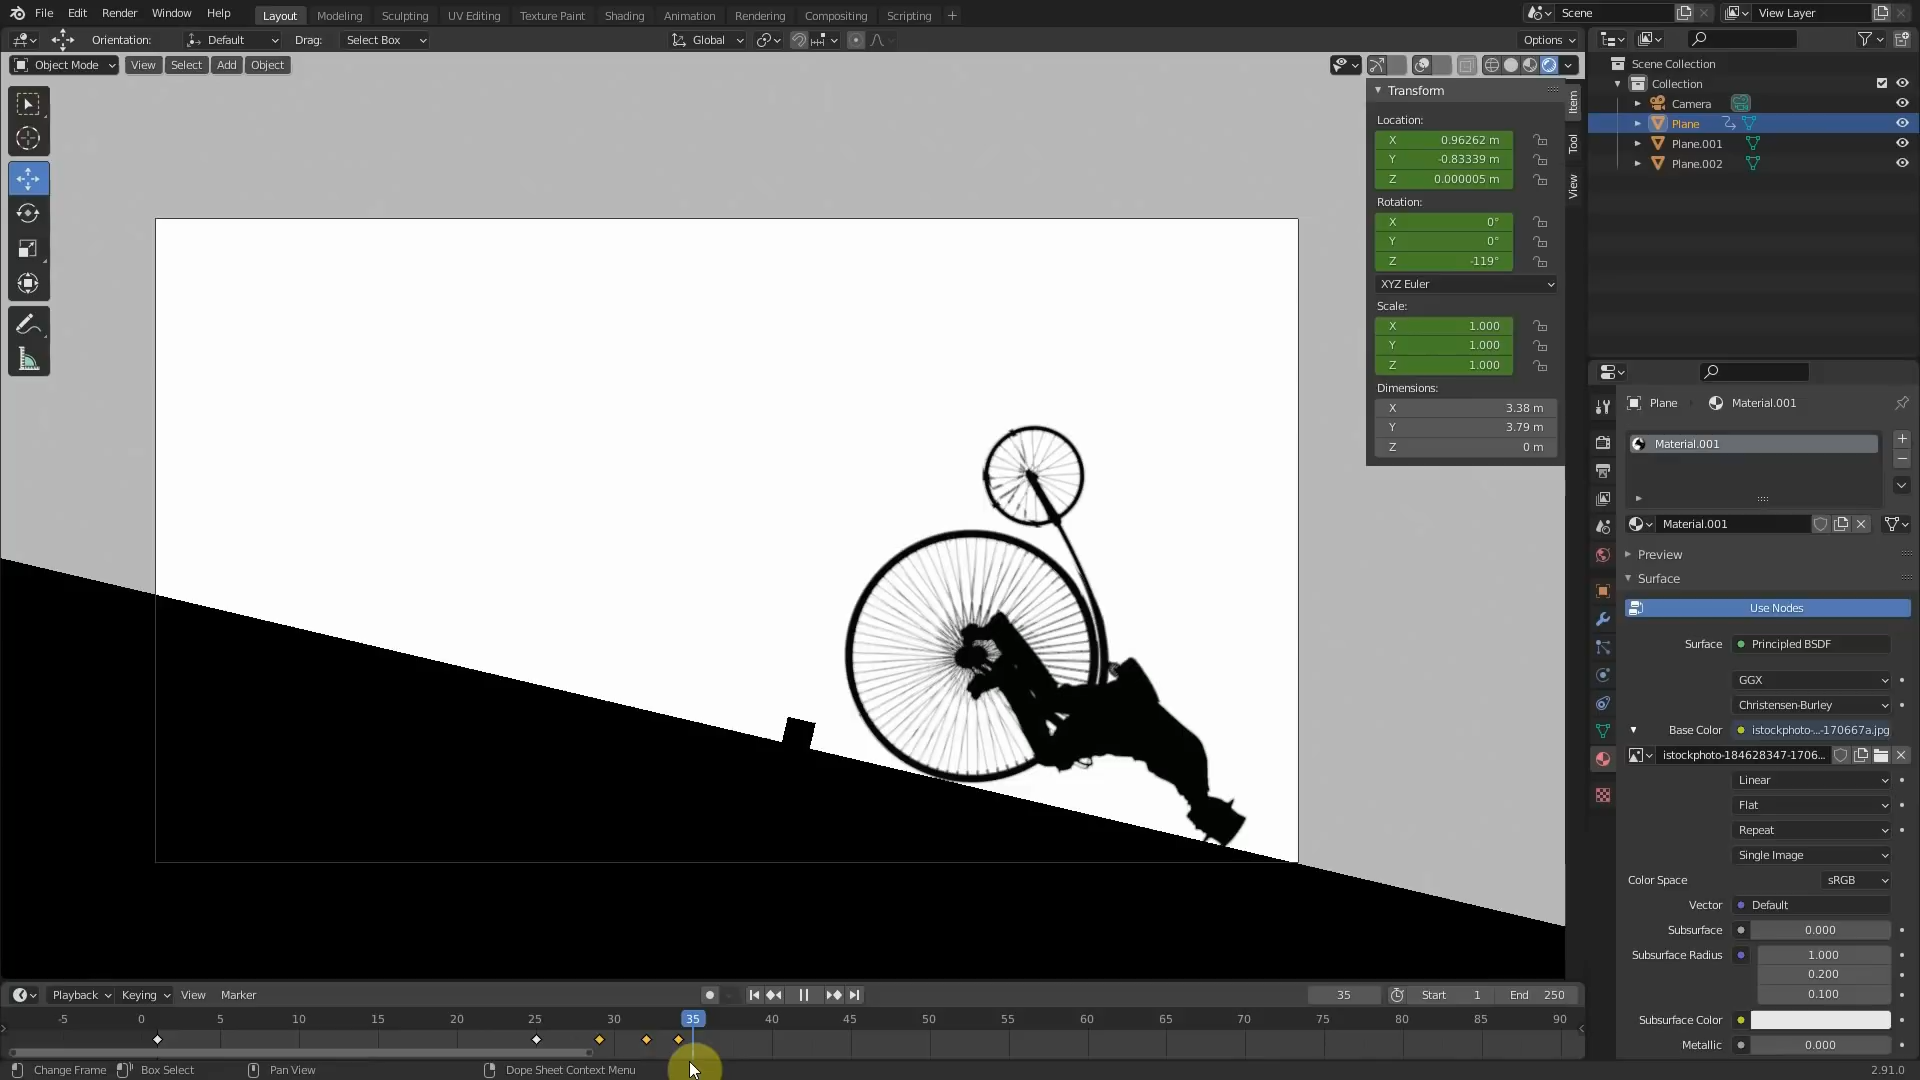 File Edit Render Window Help Layout Modeling Sculpting UV Editing Texture Paint Shading Animation Rendering Compositing Scripting + Scene View Layer
Orientation: Default Drag: Select Box Global Options
Object Mode View Select Add Object
Scene Collection
Collection
Camera
Plane
Plane.001
Plane.002
Transform
Location:
X 0.96262 m
Y -0.83339 m
Z 0.000005 m
Rotation:
X 0°
Y 0°
Z -119°
XYZ Euler
Scale:
X 1.000
Y 1.000
Z 1.000
Dimensions:
X 3.38 m
Y 3.79 m
Z 0 m
Item
Tool
View
Plane Material.001
Material.001
Material.001
Preview
Surface
Use Nodes
Surface Principled BSDF
GGX
Christensen-Burley
Base Color istockphoto-...-170667a.jpg
istockphoto-184628347-1706...
Linear
Flat
Repeat
Single Image
Color Space sRGB
Vector Default
Subsurface 0.000
Subsurface Radius 1.000
0.200
0.100
Subsurface Color
Metallic 0.000
Playback Keying View Marker 35 Start 1 End 250
-5 0 5 10 15 20 25 30 35 40 45 50 55 60 65 70 75 80 85 90
Change Frame Box Select Pan View Dope Sheet Context Menu 2.91.0